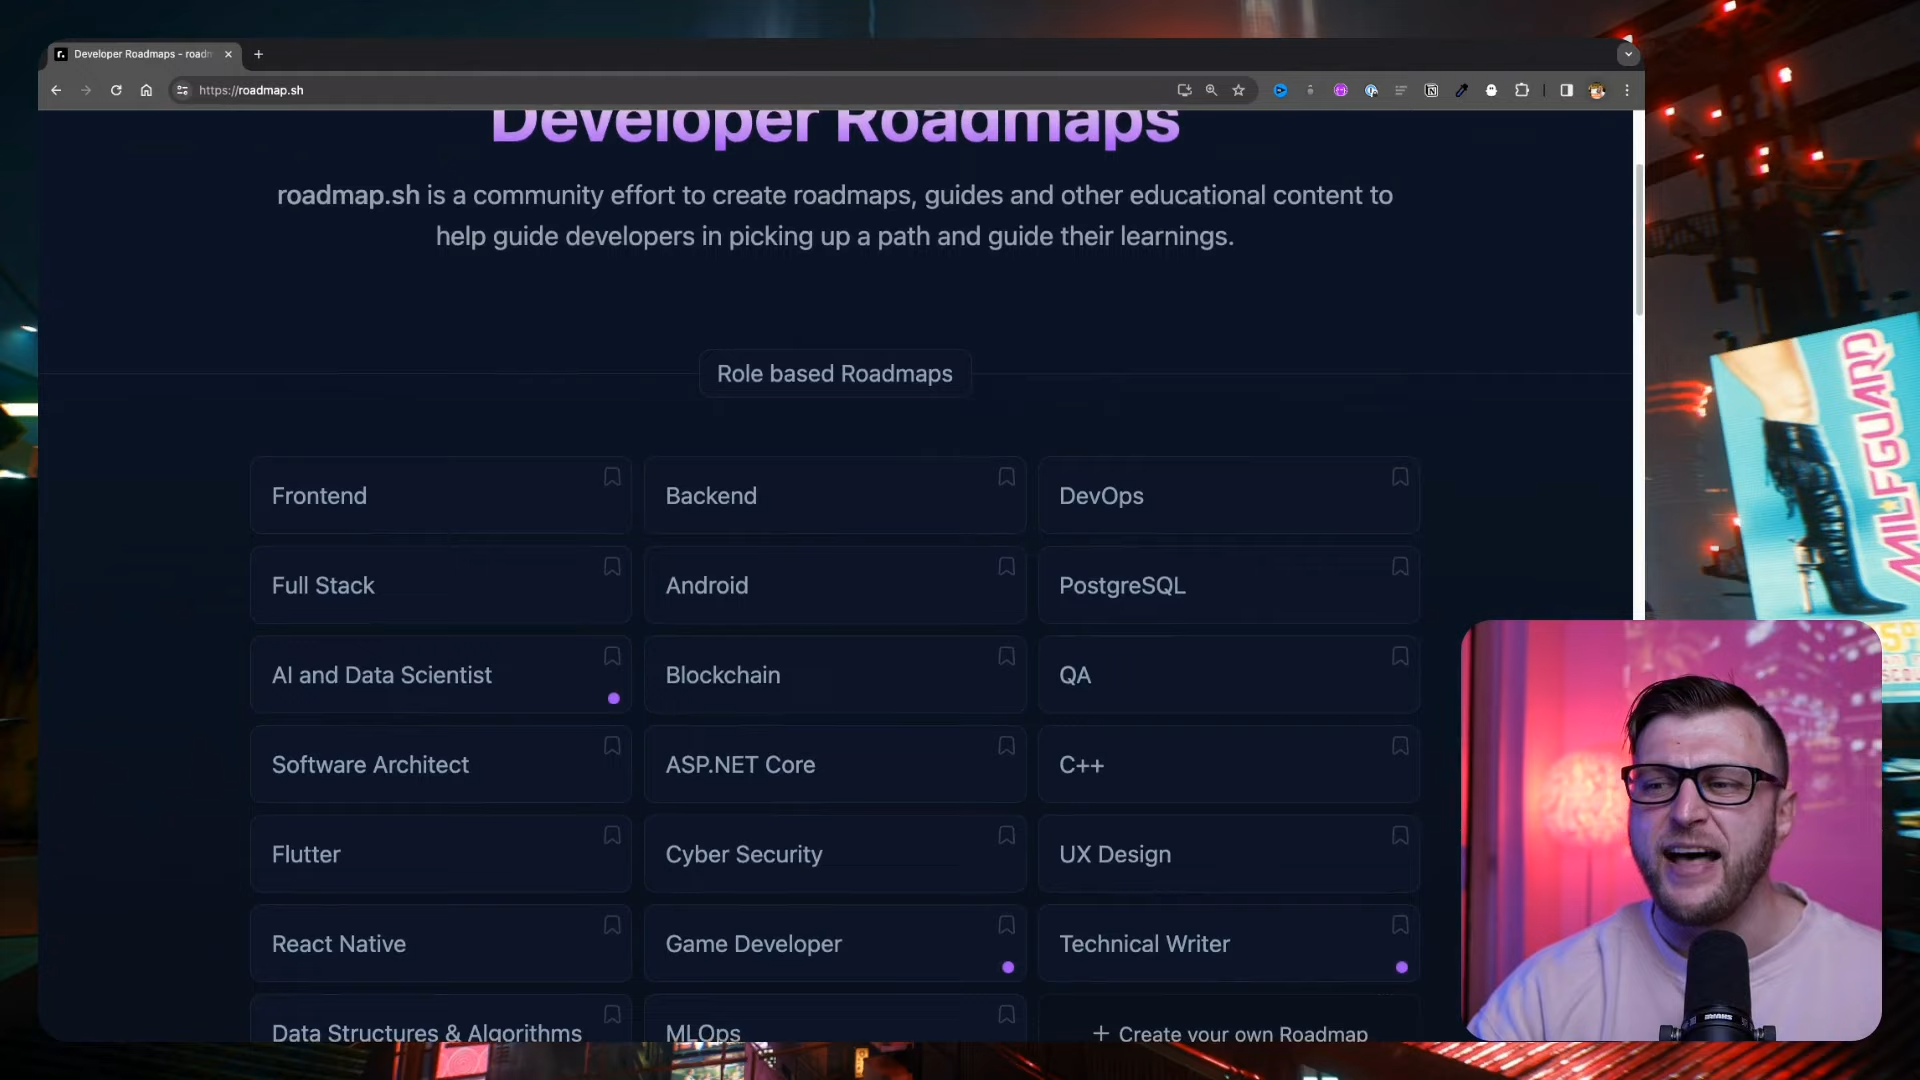 Developer Roadmaps - roadm
https://roadmap.sh
Developer Roadmaps
roadmap.sh is a community effort to create roadmaps, guides and other educational content to
help guide developers in picking up a path and guide their learnings.
Role based Roadmaps
Frontend
Backend
DevOps
Full Stack
Android
PostgreSQL
AI and Data Scientist
Blockchain
QA
Software Architect
ASP.NET Core
C++
Flutter
Cyber Security
UX Design
React Native
Game Developer
Technical Writer
Data Structures & Algorithms
MLOps
+ Create your own Roadmap
MILFGUARD